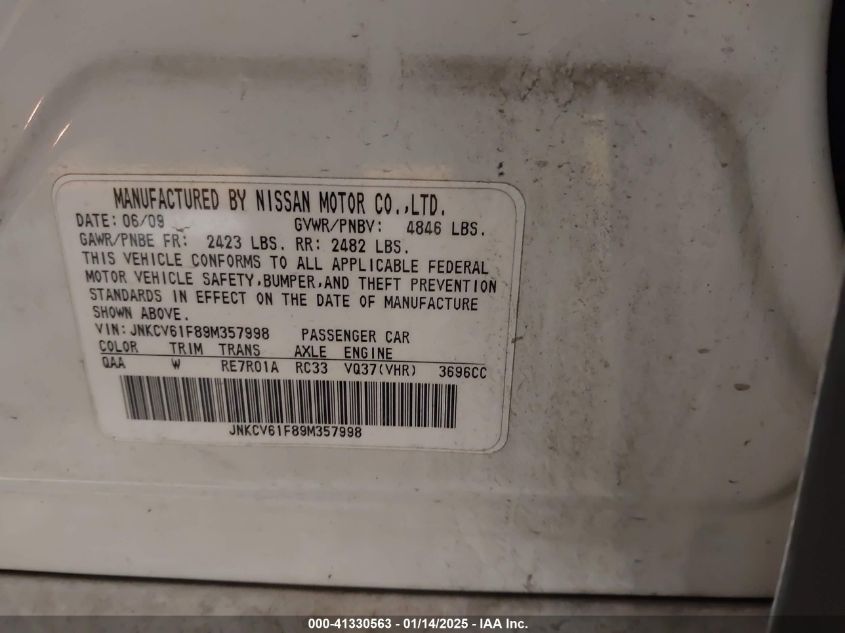 MANUFACTURED BY NISSAN MOTOR CO.,LTD.
DATE: 06/09 GVWR/PNBV: 4846 LBS.
GAWR/PNBE FR: 2423 LBS. RR: 2482 LBS.
THIS VEHICLE CONFORMS TO ALL APPLICABLE FEDERAL
MOTOR VEHICLE SAFETY,BUMPER,AND THEFT PREVENTION
STANDARDS IN EFFECT ON THE DATE OF MANUFACTURE
SHOWN ABOVE.
VIN:JNKCV61F89M357998 PASSENGER CAR
COLOR TRIM TRANS AXLE ENGINE
QAA W RE7R01A RC33 VQ37(VHR) 3696CC
JNKCV61F89M357998
000-41330563 - 01/14/2025 - IAA Inc.